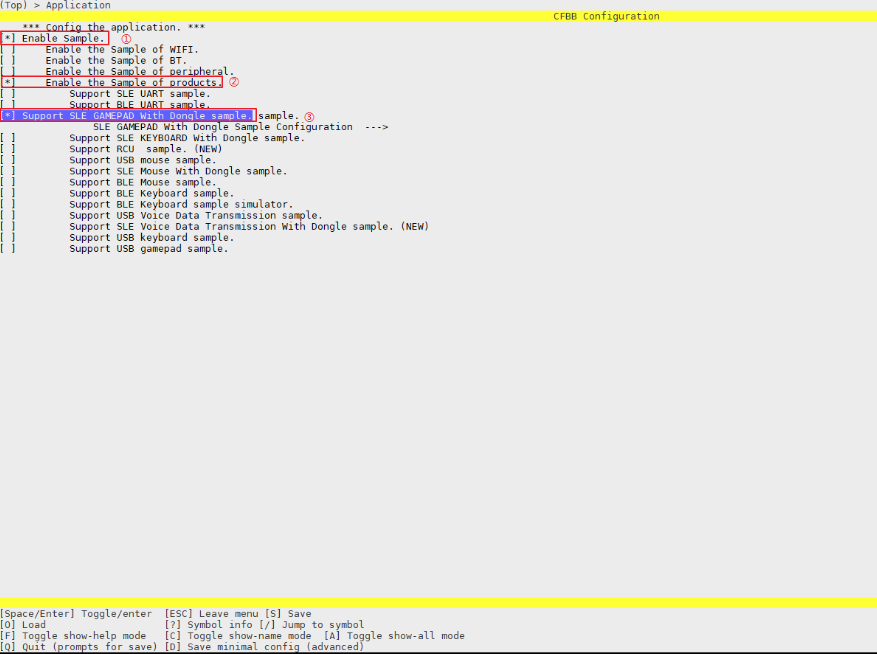 (Top) > Application
CFBB Configuration
*** Config the application. ***
[*] Enable Sample. ①
[ ] Enable the Sample of WIFI.
[ ] Enable the Sample of BT.
[ ] Enable the Sample of peripheral.
[*] Enable the Sample of products. ②
[ ] Support SLE UART sample.
[ ] Support BLE UART sample.
[*] Support SLE GAMEPAD With Dongle sample. sample. ③
SLE GAMEPAD With Dongle Sample Configuration --->
[ ] Support SLE KEYBOARD With Dongle sample.
[ ] Support RCU sample. (NEW)
[ ] Support USB mouse sample.
[ ] Support SLE Mouse With Dongle sample.
[ ] Support BLE Mouse sample.
[ ] Support BLE Keyboard sample.
[ ] Support BLE Keyboard sample simulator.
[ ] Support USB Voice Data Transmission sample.
[ ] Support SLE Voice Data Transmission With Dongle sample. (NEW)
[ ] Support USB keyboard sample.
[ ] Support USB gamepad sample.
[Space/Enter] Toggle/enter [ESC] Leave menu [S] Save
[O] Load [?] Symbol info [/] Jump to symbol
[F] Toggle show-help mode [C] Toggle show-name mode [A] Toggle show-all mode
[Q] Quit (prompts for save) [D] Save minimal config (advanced)